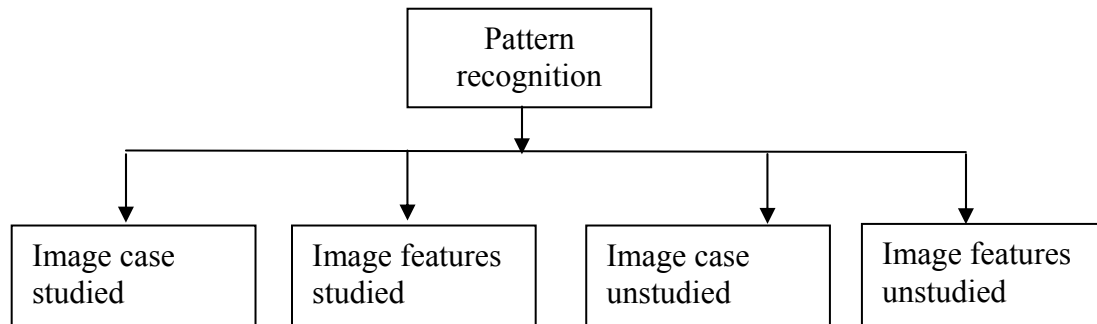 Pattern
recognition
Image case
studied
Image features
studied
Image case
unstudied
Image features
unstudied